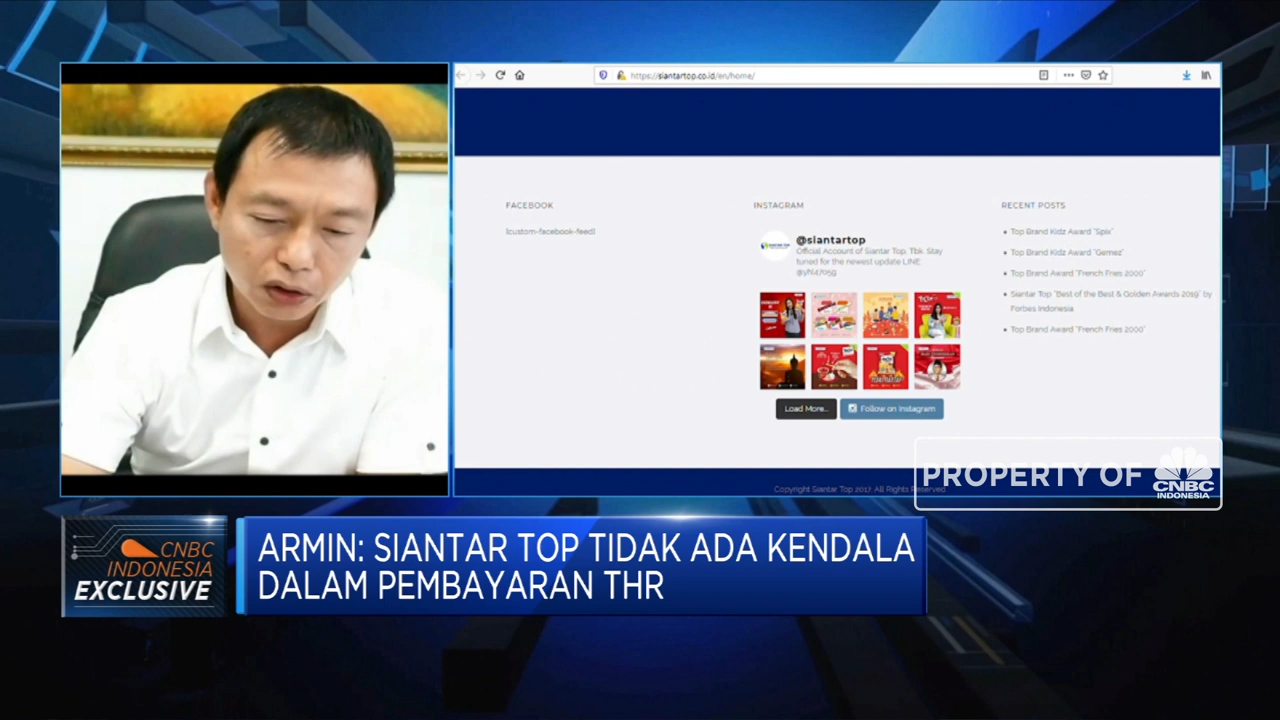 https://siantartop.co.id/en/home/
FACEBOOK
[custom-facebook-feed]
INSTAGRAM
@siantartop
Official Account of Siantar Top, Tbk. Stay
tuned for the newest update LINE:
@yhl4705g
Load More...
Follow on Instagram
RECENT POSTS
Top Brand Kidz Award "Spix"
Top Brand Kidz Award "Gemez"
Top Brand Award "French Fries 2000"
Siantar Top "Best of the Best & Golden Awards 2019" by
Forbes Indonesia
Top Brand Award "French Fries 2000"
Copyright Siantar Top 2017. All Rights Reserved
PROPERTY OF
CNBC
INDONESIA
CNBC
INDONESIA
EXCLUSIVE
ARMIN: SIANTAR TOP TIDAK ADA KENDALA
DALAM PEMBAYARAN THR